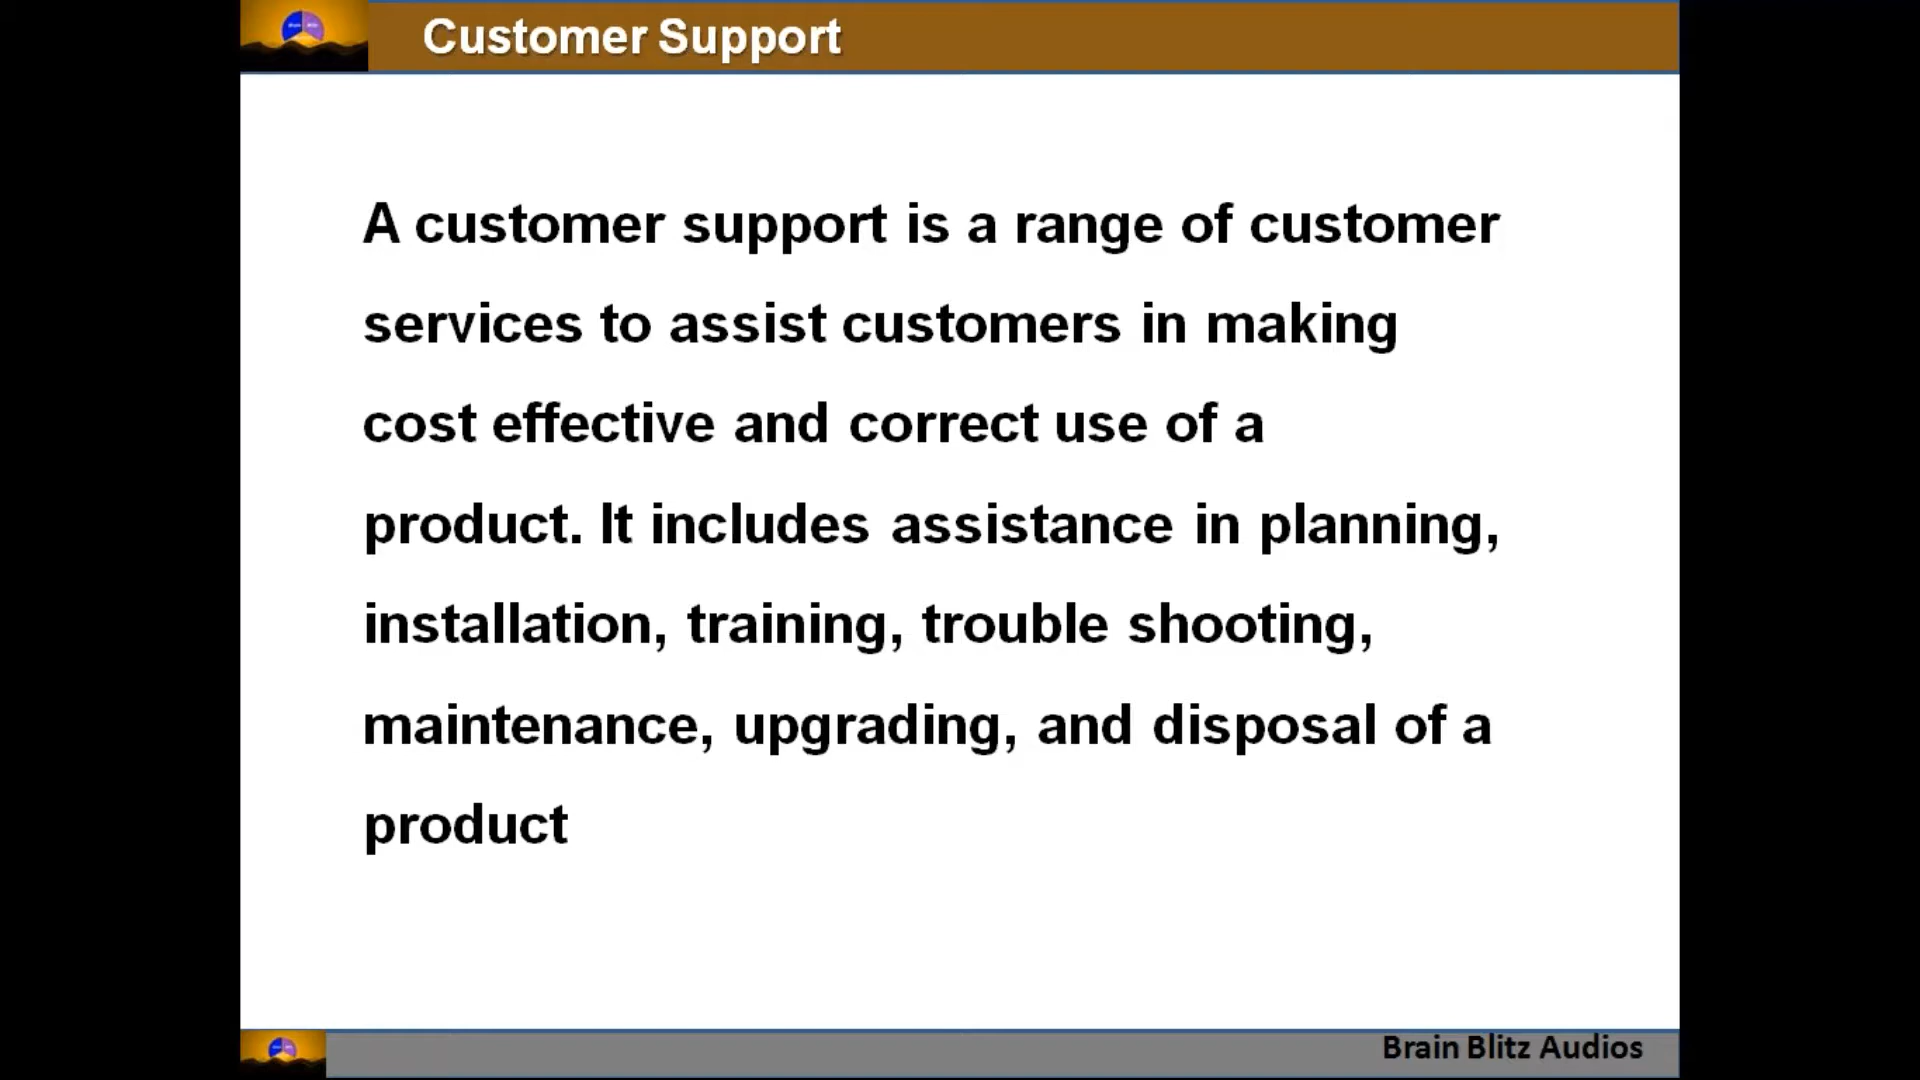 Customer Support
A customer support is a range of customer
services to assist customers in making
cost effective and correct use of a
product. It includes assistance in planning,
installation, training, trouble shooting,
maintenance, upgrading, and disposal of a
product
Brain Blitz Audios